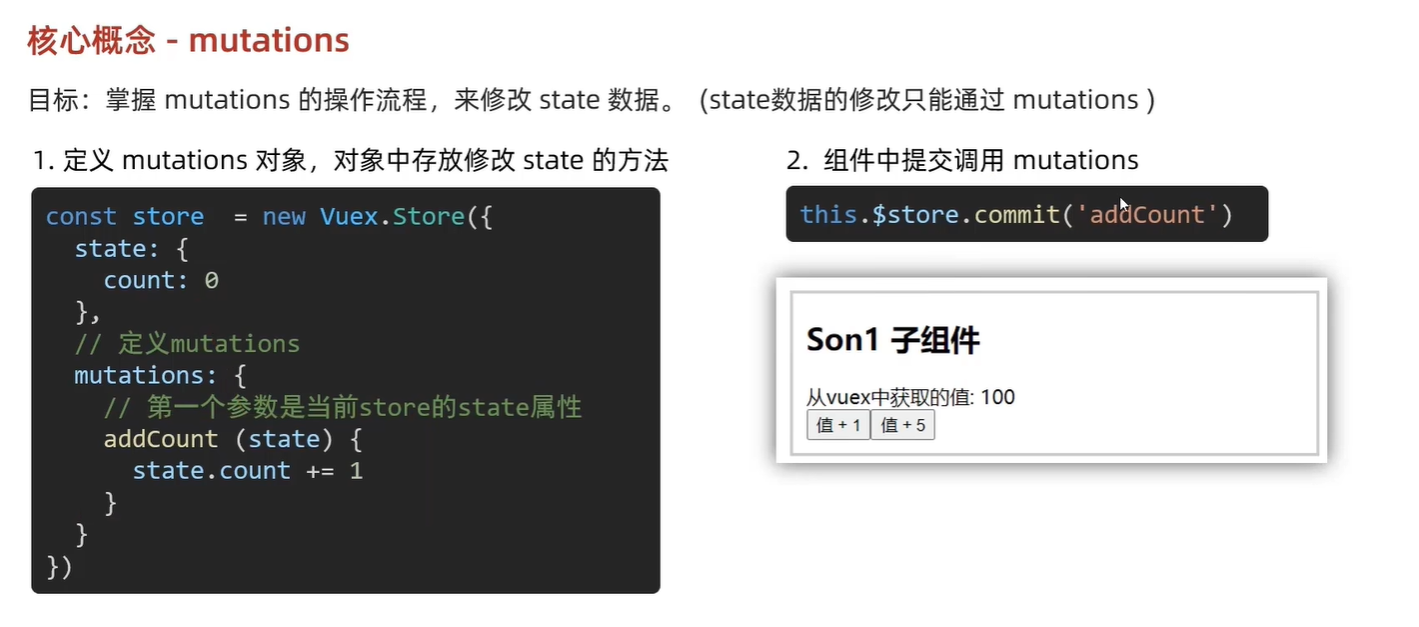 核心概念 - mutations
目标：掌握 mutations 的操作流程，来修改 state 数据。 (state数据的修改只能通过 mutations )
1. 定义 mutations 对象，对象中存放修改 state 的方法
const store  = new Vuex.Store({
  state: {
    count: 0
  },
  // 定义mutations
  mutations: {
    // 第一个参数是当前store的state属性
    addCount (state) {
      state.count += 1
    }
  }
})
2. 组件中提交调用 mutations
this.$store.commit('addCount')
Son1 子组件
从vuex中获取的值: 100
值 + 1 值 + 5